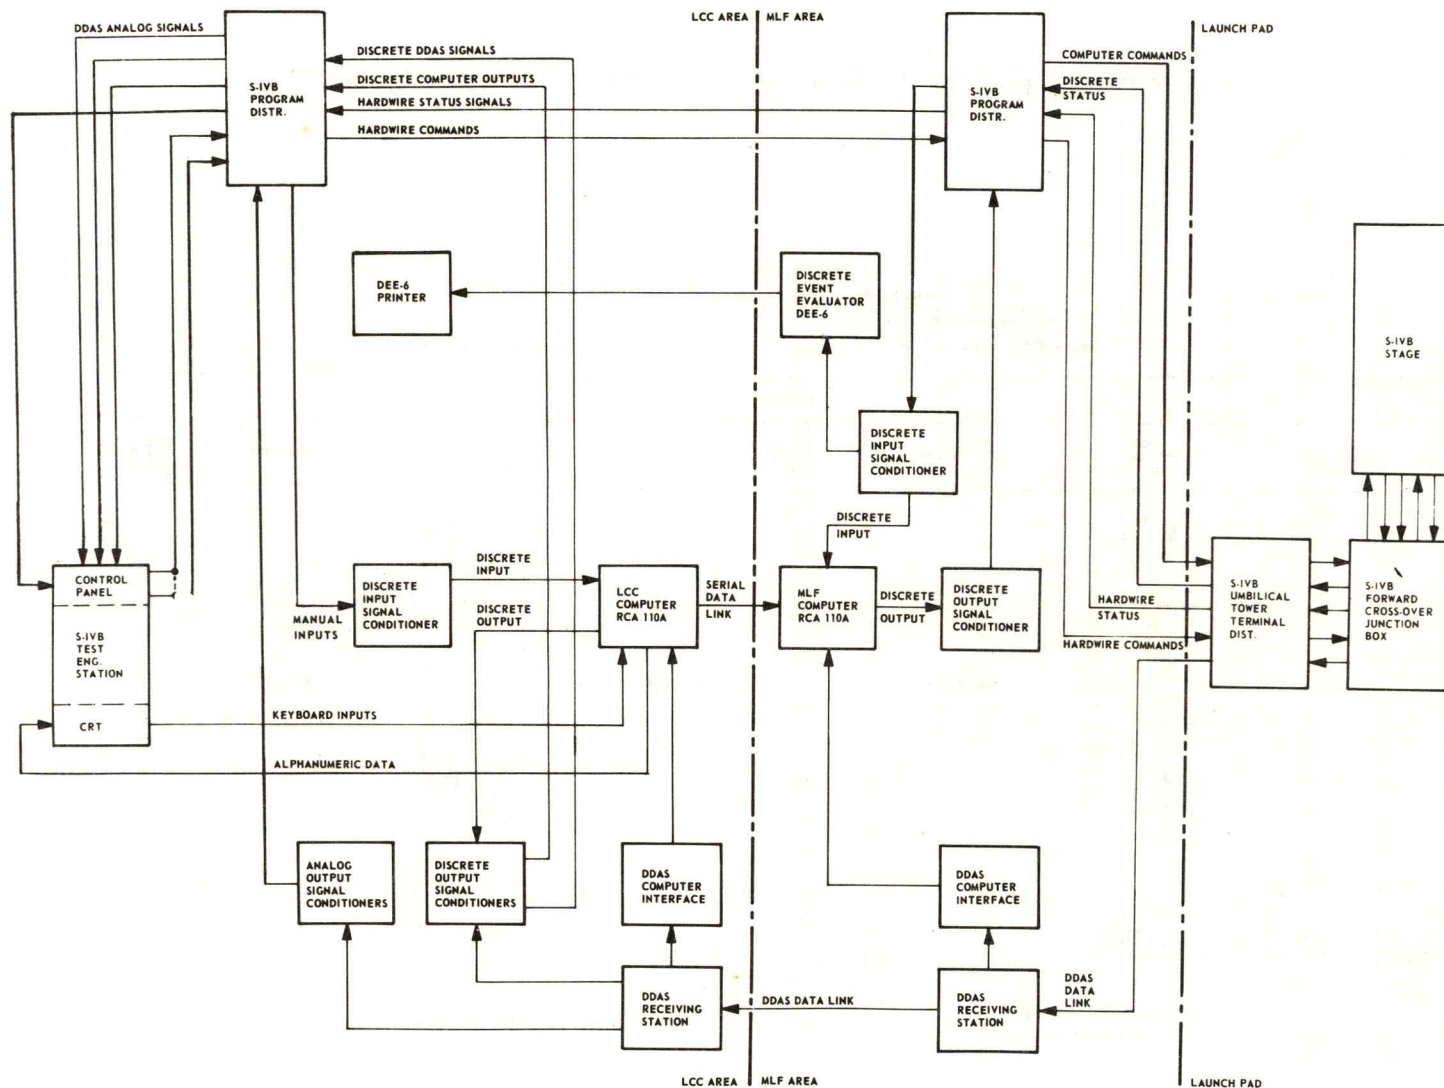 LCC AREA
MLF AREA
LAUNCH PAD
DDAS ANALOG SIGNALS
S-IVB
PROGRAM
DISTR.
DISCRETE DDAS SIGNALS
DISCRETE COMPUTER OUTPUTS
HARDWIRE STATUS SIGNALS
HARDWIRE COMMANDS
S-IVB
PROGRAM
DISTR.
COMPUTER COMMANDS
DISCRETE
STATUS
DEE-6
PRINTER
DISCRETE
EVENT
EVALUATOR
DEE-6
S-IVB
STAGE
DISCRETE
INPUT
SIGNAL
CONDITIONER
DISCRETE
INPUT
CONTROL
PANEL
S-IVB
TEST
ENG.
STATION
CRT
MANUAL
INPUTS
DISCRETE
INPUT
SIGNAL
CONDITIONER
DISCRETE
INPUT
DISCRETE
OUTPUT
LCC
COMPUTER
RCA 110A
SERIAL
DATA
LINK
MLF
COMPUTER
RCA 110A
DISCRETE
OUTPUT
DISCRETE
OUTPUT
SIGNAL
CONDITIONER
HARDWIRE
STATUS
HARDWIRE COMMANDS
S-IVB
UMBILICAL
TOWER
TERMINAL
DIST.
S-IVB
FORWARD
CROSS-OVER
JUNCTION
BOX
KEYBOARD INPUTS
ALPHANUMERIC DATA
ANALOG
OUTPUT
SIGNAL
CONDITIONERS
DISCRETE
OUTPUT
SIGNAL
CONDITIONERS
DDAS
COMPUTER
INTERFACE
DDAS
COMPUTER
INTERFACE
DDAS
RECEIVING
STATION
DDAS DATA LINK
DDAS
RECEIVING
STATION
DDAS
DATA
LINK
LCC AREA
MLF AREA
LAUNCH PAD